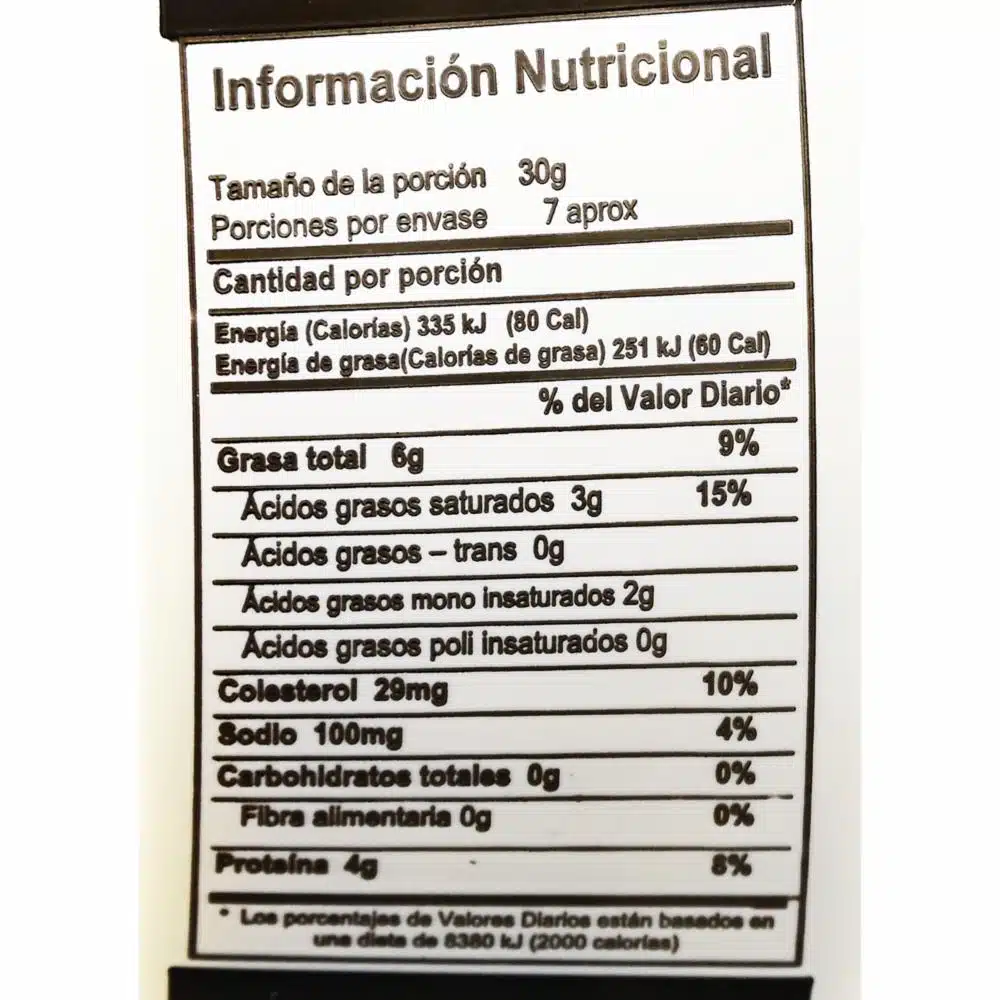 Información Nutricional
Tamaño de la porción 30g
Porciones por envase 7 aprox
Cantidad por porción
Energía (Calorías) 335 kJ (80 Cal)
Energía de grasa(Calorías de grasa) 251 kJ (60 Cal)
% del Valor Diario*
Grasa total 6g 9%
Ácidos grasos saturados 3g 15%
Ácidos grasos – trans 0g
Ácidos grasos mono insaturados 2g
Ácidos grasos poli insaturados 0g
Colesterol 29mg 10%
Sodio 100mg 4%
Carbohidratos totales 0g 0%
Fibra alimentaria 0g 0%
Proteína 4g 8%
* Los porcentajes de Valores Diarios están basados en
una dieta de 8380 kJ (2000 calorías)